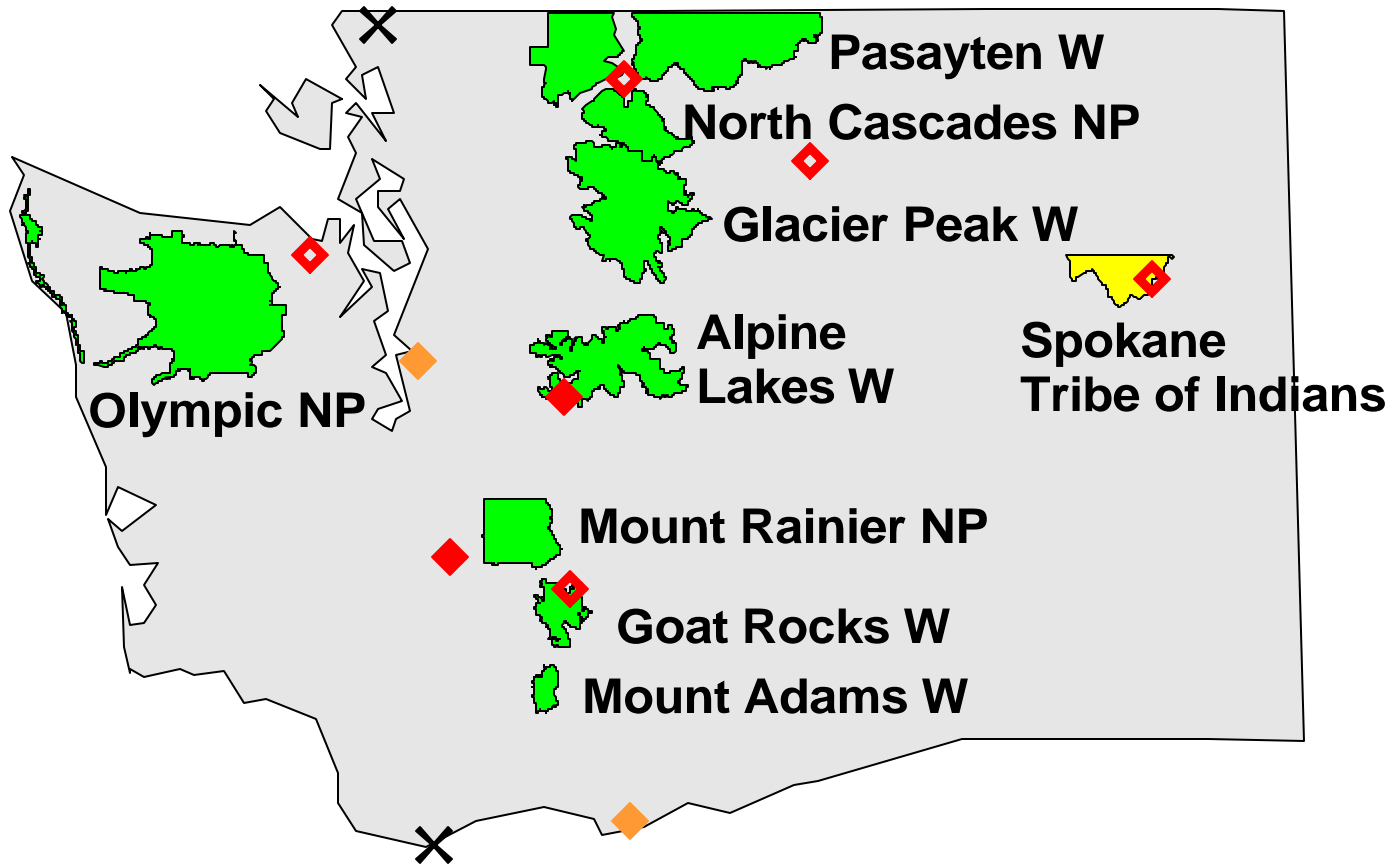 Pasayten W
North Cascades NP
Glacier Peak W
Alpine
Lakes W
Spokane
Tribe of Indians
Olympic NP
Mount Rainier NP
Goat Rocks W
Mount Adams W